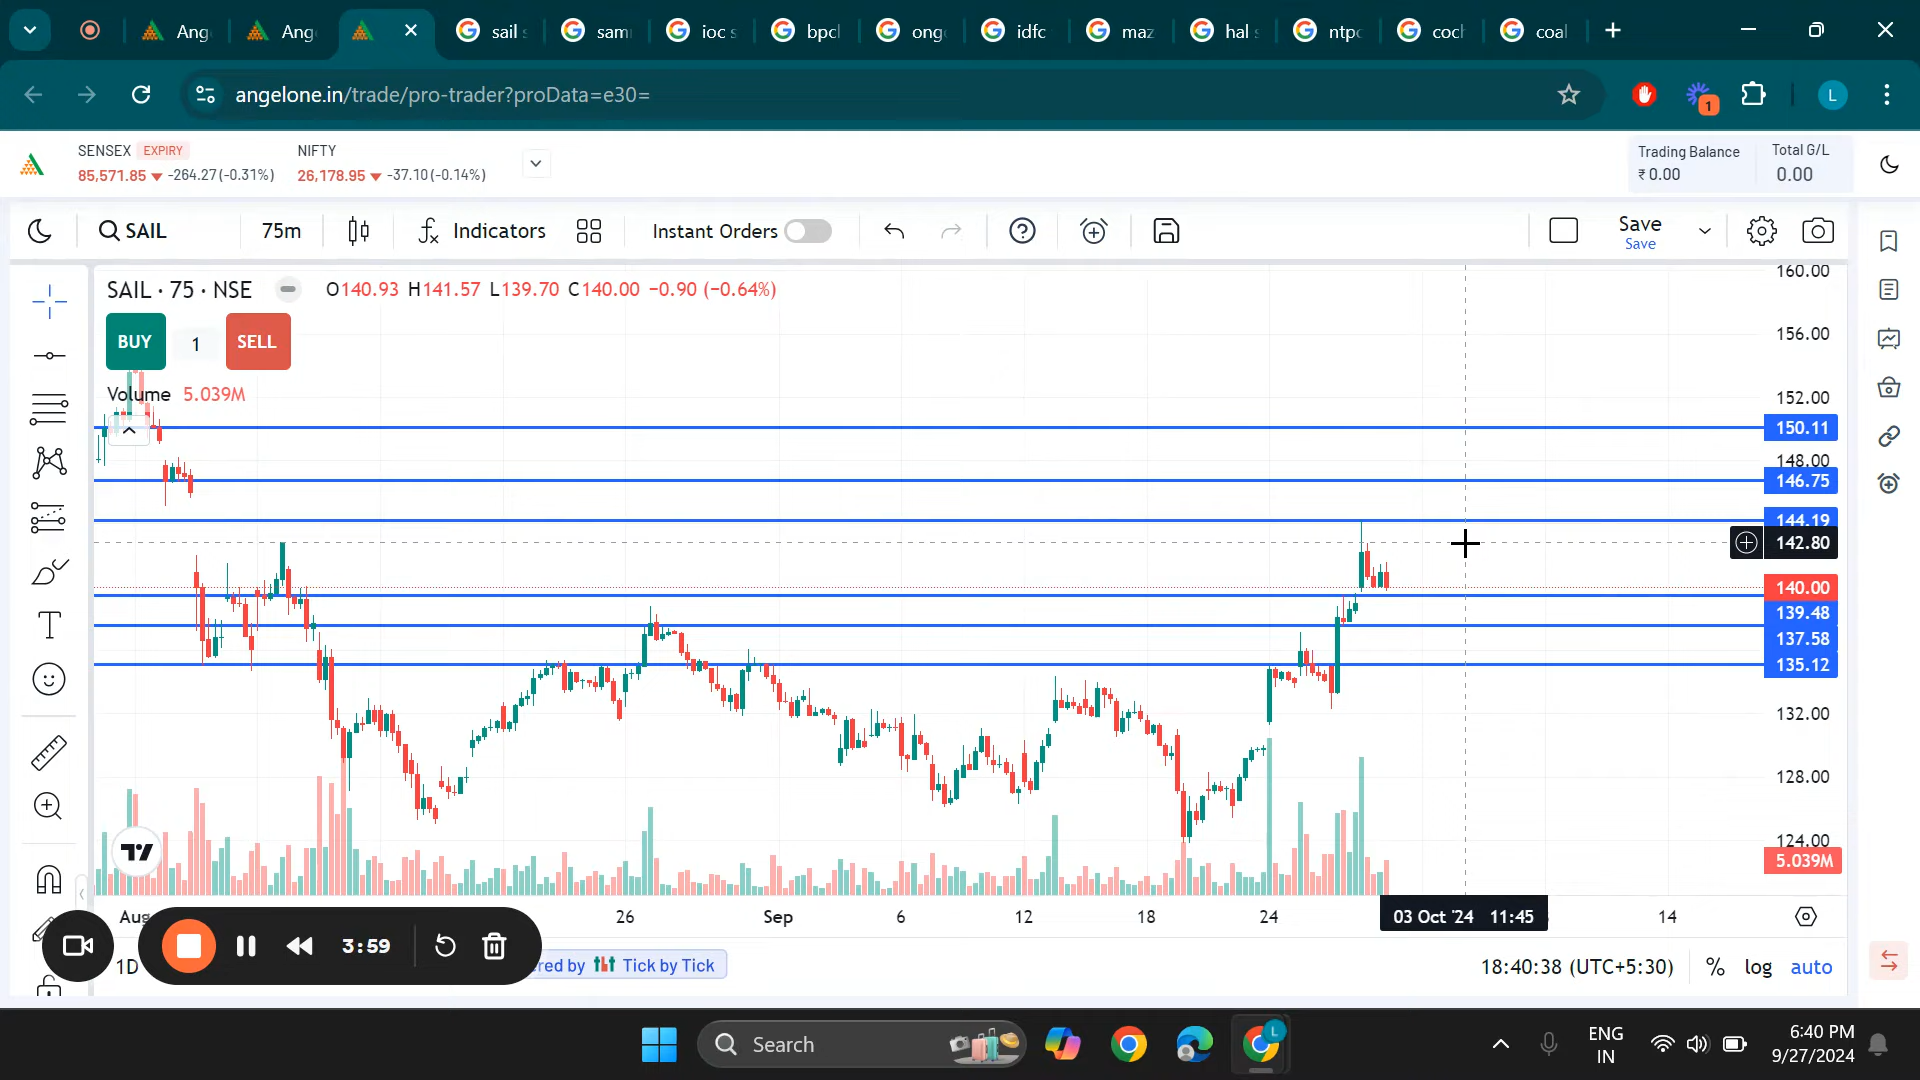 Ang
Ang
sail
sam
ioc s
bpcl
ong
idfc
maz
hal s
ntpc
coch
coal
angelone.in/trade/pro-trader?proData=e30=
1
L
SENSEX EXPIRY
85,571.85 ▼ -264.27(-0.31%)
NIFTY
26,178.95 ▼ -37.10(-0.14%)
Trading Balance
₹ 0.00
Total G/L
0.00
SAIL
75m
Indicators
Instant Orders
Save
Save
SAIL · 75 · NSE
O140.93 H141.57 L139.70 C140.00 −0.90 (−0.64%)
BUY
1
SELL
Volume 5.039M
160.00
156.00
152.00
150.11
148.00
146.75
144.19
142.80
140.00
139.48
137.58
135.12
132.00
128.00
124.00
5.039M
Aug
26
Sep
6
12
18
24
03 Oct '24 11:45
14
3:59
1D
ered by Tick by Tick
18:40:38 (UTC+5:30)
%
log
auto
Search
L
ENG
IN
6:40 PM
9/27/2024